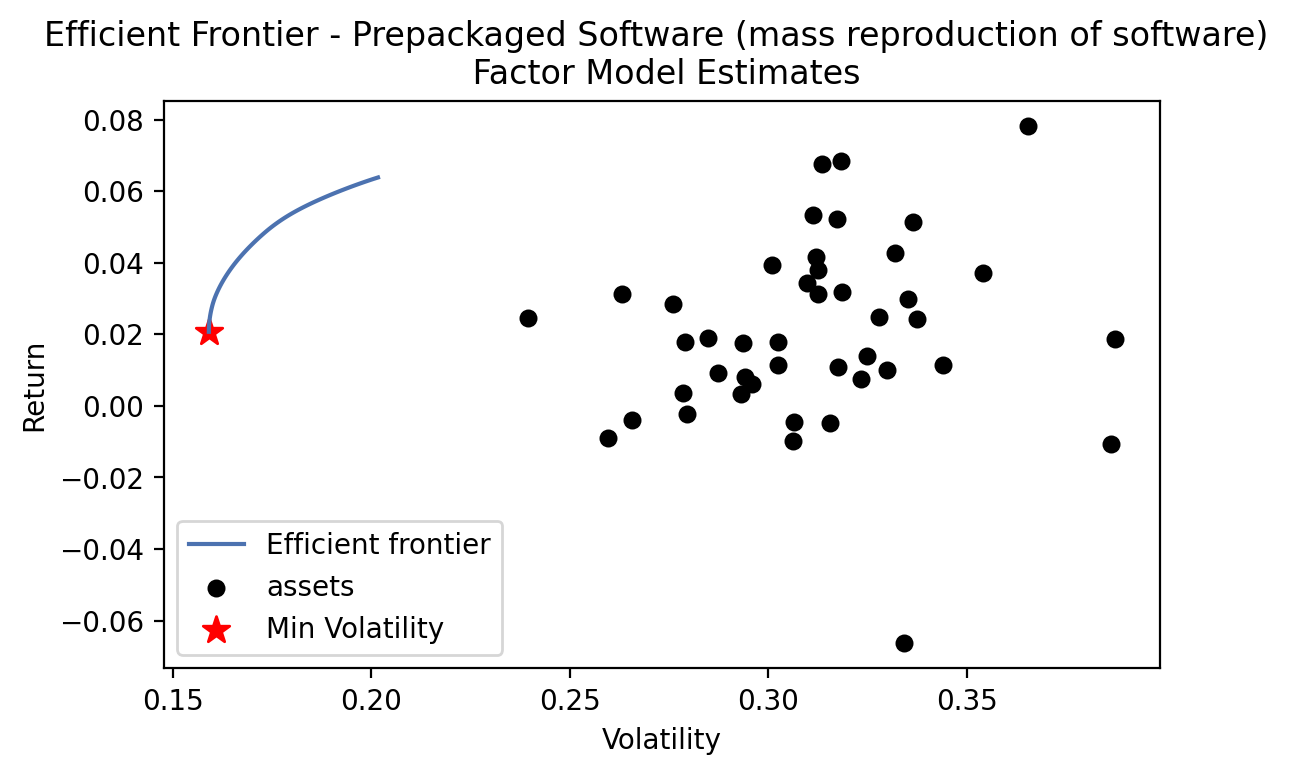 Efficient Frontier - Prepackaged Software (mass reproduction of software)
Factor Model Estimates
0.08
0.06
0.04
0.02
0.00
−0.02
−0.04
−0.06
Return
Efficient frontier
assets
Min Volatility
0.15 0.20 0.25 0.30 0.35
Volatility